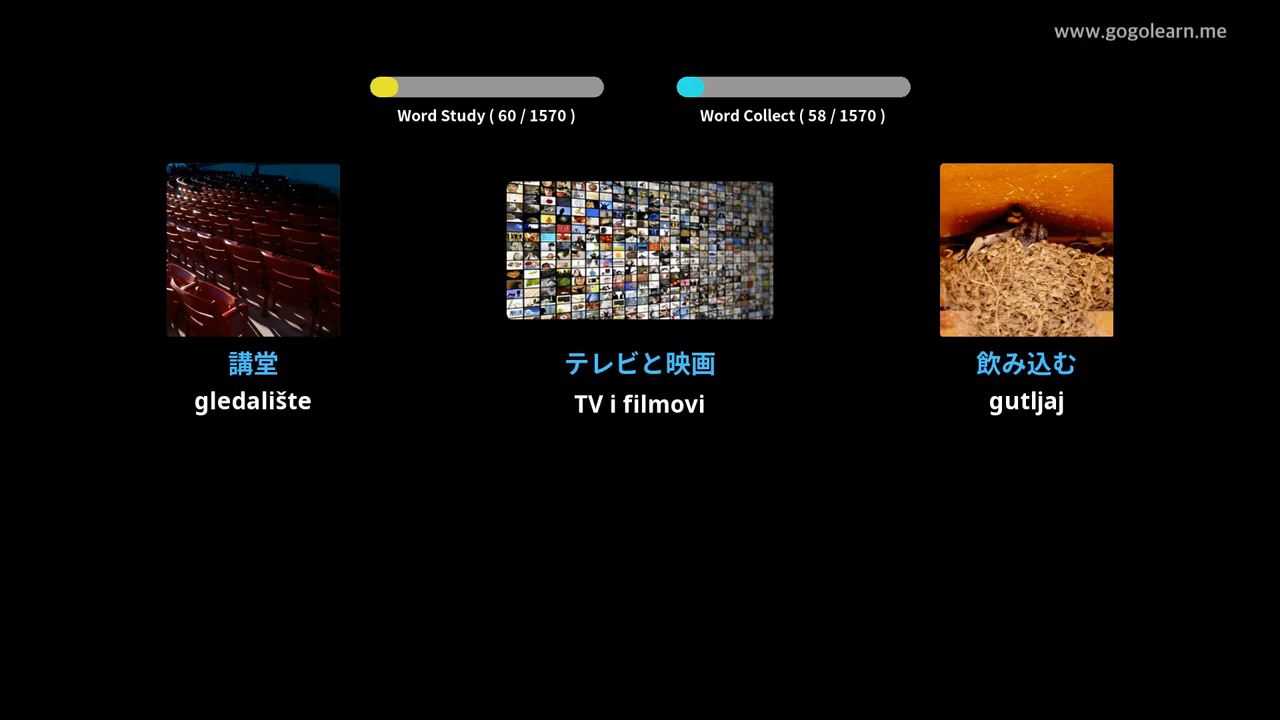 www.gogolearn.me
Word Study ( 60 / 1570 )
Word Collect ( 58 / 1570 )
講堂
gledalište
テレビと映画
TV i filmovi
飲み込む
gutljaj